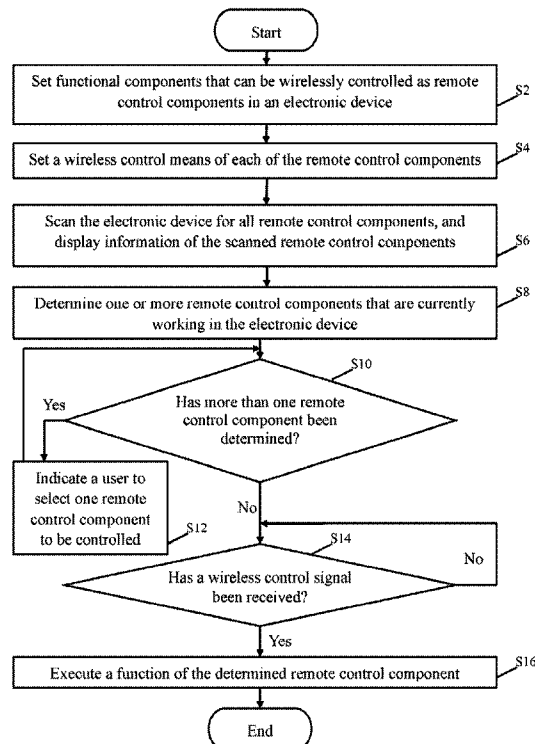 Start
Set functional components that can be wirelessly controlled as remote
control components in an electronic device
S2
Set a wireless control means of each of the remote control components
S4
Scan the electronic device for all remote control components, and
display information of the scanned remote control components
S6
Determine one or more remote control components that are currently
working in the electronic device
S8
S10
Has more than one remote
control component been
determined?
Yes
Indicate a user to
select one remote
control component
to be controlled
S12
No
S14
Has a wireless control signal
been received?
No
Yes
Execute a function of the determined remote control component
S16
End